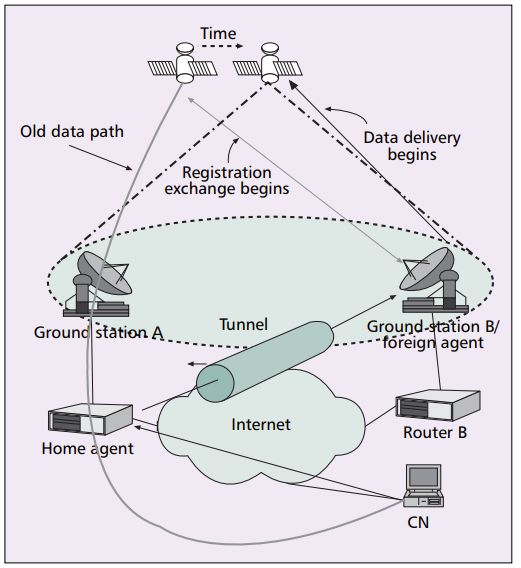 Time
Old data path
Data delivery
begins
Registration
exchange begins
Tunnel
Ground station A
Ground station B/
foreign agent
Internet
Home agent
Router B
CN